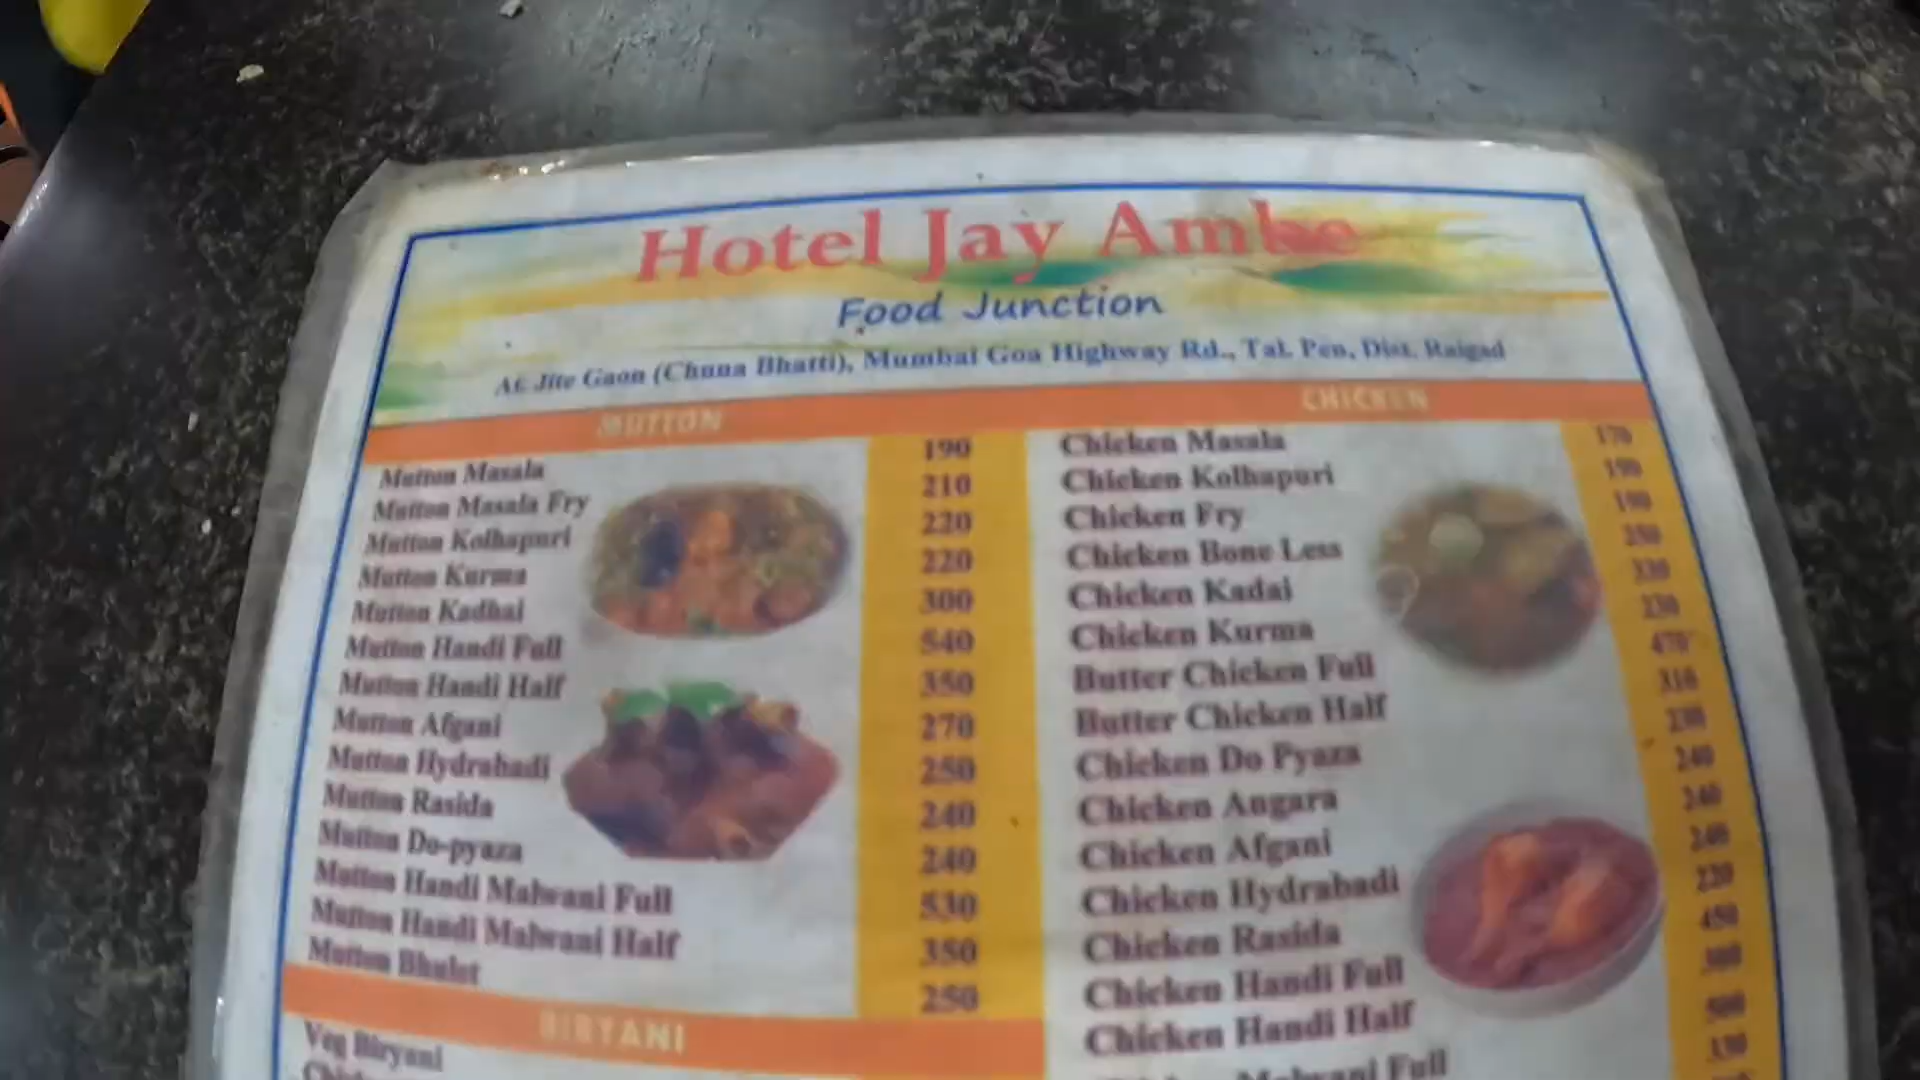 Hotel Jay Ambe
Food Junction
At. Jite Gaon (Chuna Bhatti), Mumbai Goa Highway Rd., Tal. Pen, Dist. Raigad
MUTTON
Mutton Masala 190
Mutton Masala Fry 210
Mutton Kolhapuri 220
Mutton Kurma 220
Mutton Kadhai 300
Mutton Handi Full 540
Mutton Handi Half 350
Mutton Afgani 270
Mutton Hydrabadi 250
Mutton Rasida 240
Mutton Do-pyaza 240
Mutton Handi Malwani Full 530
Mutton Handi Malwani Half 350
Mutton Bhulet 250
BIRYANI
Veg Biryani
CHICKEN
Chicken Masala 170
Chicken Kolhapuri 190
Chicken Fry 190
Chicken Bone Less
Chicken Kadai
Chicken Kurma
Butter Chicken Full 470
Butter Chicken Half 310
Chicken Do Pyaza
Chicken Angara 240
Chicken Afgani 240
Chicken Hydrabadi 240
Chicken Rasida 220
Chicken Handi Full 450
Chicken Handi Half
Malwani Full